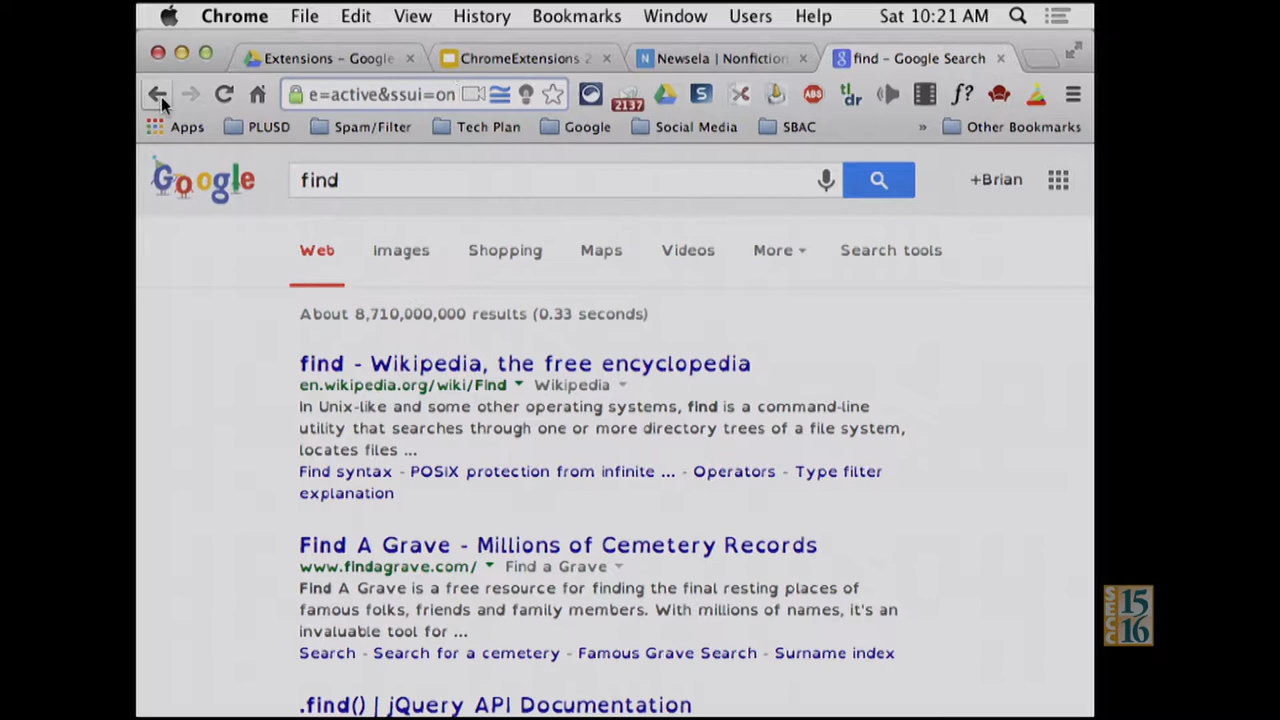 Chrome File Edit View History Bookmarks Window Users Help Sat 10:21 AM
Extensions - Google ChromeExtensions 2 Newsela | Nonfiction find - Google Search
e=active&ssui=on 2137 S ABP tl;dr f?
Apps PLUSD Spam/Filter Tech Plan Google Social Media SBAC » Other Bookmarks
Google find +Brian
Web Images Shopping Maps Videos More Search tools
About 8,710,000,000 results (0.33 seconds)
find - Wikipedia, the free encyclopedia
en.wikipedia.org/wiki/Find Wikipedia
In Unix-like and some other operating systems, find is a command-line
utility that searches through one or more directory trees of a file system,
locates files ...
Find syntax - POSIX protection from infinite ... - Operators - Type filter
explanation
Find A Grave - Millions of Cemetery Records
www.findagrave.com/ Find a Grave
Find A Grave is a free resource for finding the final resting places of
famous folks, friends and family members. With millions of names, it's an
invaluable tool for ...
Search - Search for a cemetery - Famous Grave Search - Surname index
.find() | jQuery API Documentation
SECC 15 16